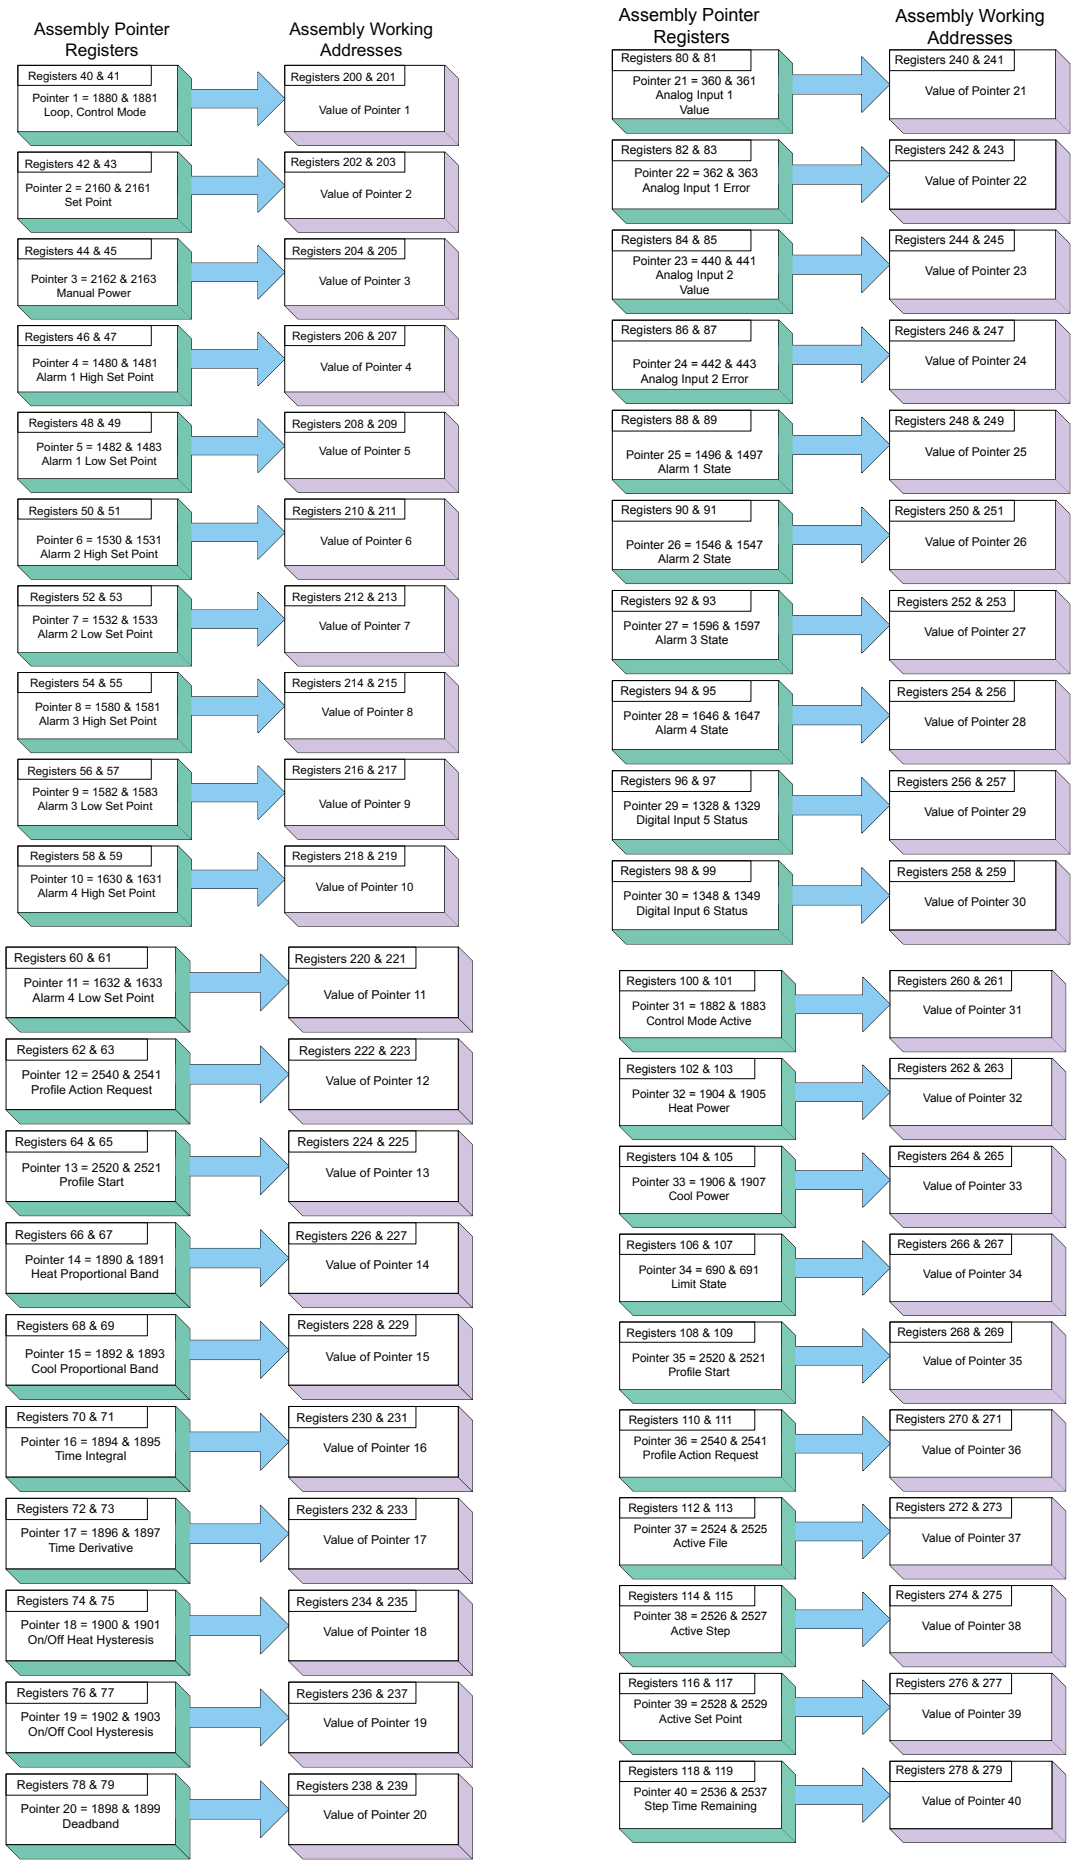 Assembly Pointer
Registers
Assembly Working
Addresses
Registers 40 & 41
Pointer 1 = 1880 & 1881
Loop, Control Mode
Registers 200 & 201
Value of Pointer 1
Registers 42 & 43
Pointer 2 = 2160 & 2161
Set Point
Registers 202 & 203
Value of Pointer 2
Registers 44 & 45
Pointer 3 = 2162 & 2163
Manual Power
Registers 204 & 205
Value of Pointer 3
Registers 46 & 47
Pointer 4 = 1480 & 1481
Alarm 1 High Set Point
Registers 206 & 207
Value of Pointer 4
Registers 48 & 49
Pointer 5 = 1482 & 1483
Alarm 1 Low Set Point
Registers 208 & 209
Value of Pointer 5
Registers 50 & 51
Pointer 6 = 1530 & 1531
Alarm 2 High Set Point
Registers 210 & 211
Value of Pointer 6
Registers 52 & 53
Pointer 7 = 1532 & 1533
Alarm 2 Low Set Point
Registers 212 & 213
Value of Pointer 7
Registers 54 & 55
Pointer 8 = 1580 & 1581
Alarm 3 High Set Point
Registers 214 & 215
Value of Pointer 8
Registers 56 & 57
Pointer 9 = 1582 & 1583
Alarm 3 Low Set Point
Registers 216 & 217
Value of Pointer 9
Registers 58 & 59
Pointer 10 = 1630 & 1631
Alarm 4 High Set Point
Registers 218 & 219
Value of Pointer 10
Registers 60 & 61
Pointer 11 = 1632 & 1633
Alarm 4 Low Set Point
Registers 220 & 221
Value of Pointer 11
Registers 62 & 63
Pointer 12 = 2540 & 2541
Profile Action Request
Registers 222 & 223
Value of Pointer 12
Registers 64 & 65
Pointer 13 = 2520 & 2521
Profile Start
Registers 224 & 225
Value of Pointer 13
Registers 66 & 67
Pointer 14 = 1890 & 1891
Heat Proportional Band
Registers 226 & 227
Value of Pointer 14
Registers 68 & 69
Pointer 15 = 1892 & 1893
Cool Proportional Band
Registers 228 & 229
Value of Pointer 15
Registers 70 & 71
Pointer 16 = 1894 & 1895
Time Integral
Registers 230 & 231
Value of Pointer 16
Registers 72 & 73
Pointer 17 = 1896 & 1897
Time Derivative
Registers 232 & 233
Value of Pointer 17
Registers 74 & 75
Pointer 18 = 1900 & 1901
On/Off Heat Hysteresis
Registers 234 & 235
Value of Pointer 18
Registers 76 & 77
Pointer 19 = 1902 & 1903
On/Off Cool Hysteresis
Registers 236 & 237
Value of Pointer 19
Registers 78 & 79
Pointer 20 = 1898 & 1899
Deadband
Registers 238 & 239
Value of Pointer 20
Assembly Pointer
Registers
Assembly Working
Addresses
Registers 80 & 81
Pointer 21 = 360 & 361
Analog Input 1
Value
Registers 240 & 241
Value of Pointer 21
Registers 82 & 83
Pointer 22 = 362 & 363
Analog Input 1 Error
Registers 242 & 243
Value of Pointer 22
Registers 84 & 85
Pointer 23 = 440 & 441
Analog Input 2
Value
Registers 244 & 245
Value of Pointer 23
Registers 86 & 87
Pointer 24 = 442 & 443
Analog Input 2 Error
Registers 246 & 247
Value of Pointer 24
Registers 88 & 89
Pointer 25 = 1496 & 1497
Alarm 1 State
Registers 248 & 249
Value of Pointer 25
Registers 90 & 91
Pointer 26 = 1546 & 1547
Alarm 2 State
Registers 250 & 251
Value of Pointer 26
Registers 92 & 93
Pointer 27 = 1596 & 1597
Alarm 3 State
Registers 252 & 253
Value of Pointer 27
Registers 94 & 95
Pointer 28 = 1646 & 1647
Alarm 4 State
Registers 254 & 256
Value of Pointer 28
Registers 96 & 97
Pointer 29 = 1328 & 1329
Digital Input 5 Status
Registers 256 & 257
Value of Pointer 29
Registers 98 & 99
Pointer 30 = 1348 & 1349
Digital Input 6 Status
Registers 258 & 259
Value of Pointer 30
Registers 100 & 101
Pointer 31 = 1882 & 1883
Control Mode Active
Registers 260 & 261
Value of Pointer 31
Registers 102 & 103
Pointer 32 = 1904 & 1905
Heat Power
Registers 262 & 263
Value of Pointer 32
Registers 104 & 105
Pointer 33 = 1906 & 1907
Cool Power
Registers 264 & 265
Value of Pointer 33
Registers 106 & 107
Pointer 34 = 690 & 691
Limit State
Registers 266 & 267
Value of Pointer 34
Registers 108 & 109
Pointer 35 = 2520 & 2521
Profile Start
Registers 268 & 269
Value of Pointer 35
Registers 110 & 111
Pointer 36 = 2540 & 2541
Profile Action Request
Registers 270 & 271
Value of Pointer 36
Registers 112 & 113
Pointer 37 = 2524 & 2525
Active File
Registers 272 & 273
Value of Pointer 37
Registers 114 & 115
Pointer 38 = 2526 & 2527
Active Step
Registers 274 & 275
Value of Pointer 38
Registers 116 & 117
Pointer 39 = 2528 & 2529
Active Set Point
Registers 276 & 277
Value of Pointer 39
Registers 118 & 119
Pointer 40 = 2536 & 2537
Step Time Remaining
Registers 278 & 279
Value of Pointer 40